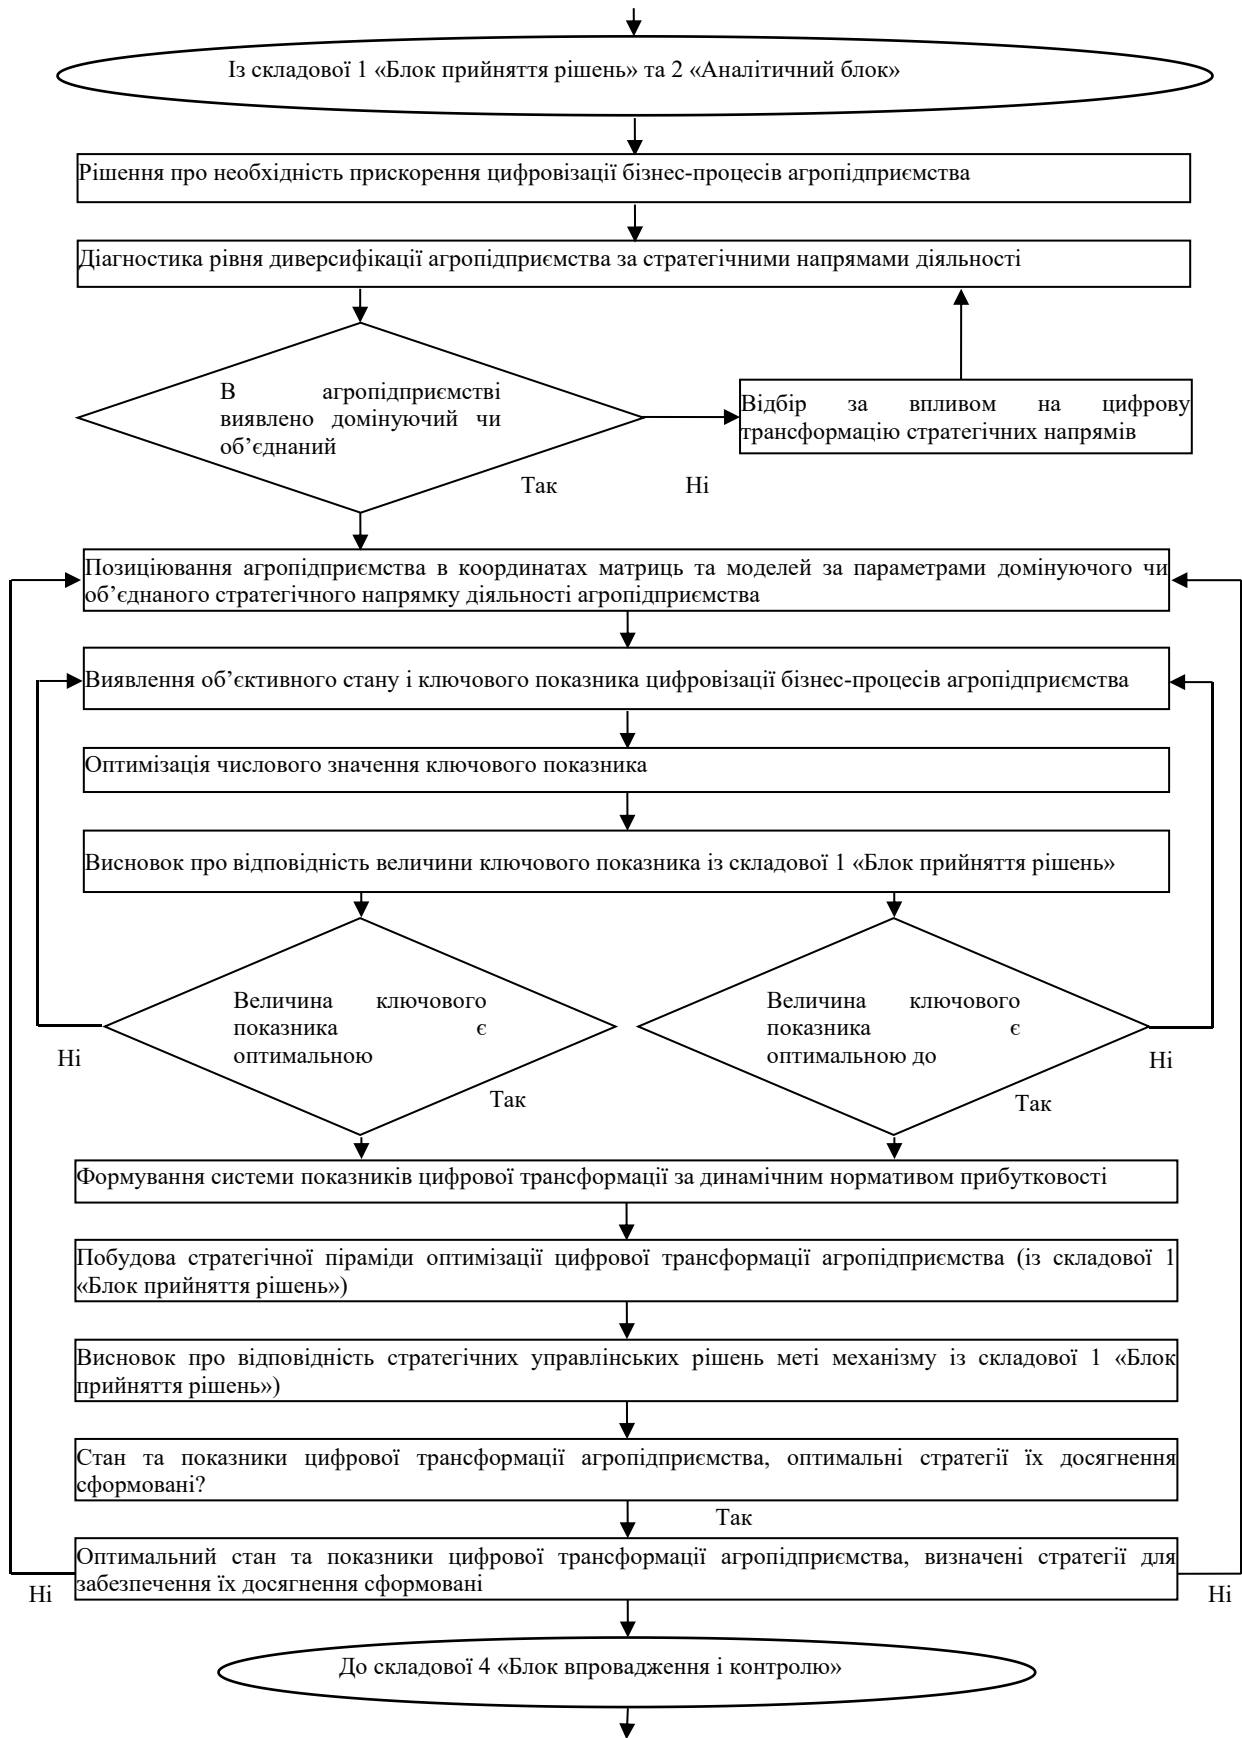 Із складової 1 «Блок прийняття рішень» та 2 «Аналітичний блок»
Рішення про необхідність прискорення цифровізації бізнес-процесів агропідприємства
Діагностика рівня диверсифікації агропідприємства за стратегічними напрямами діяльності
В агропідприємстві
виявлено домінуючий чи
об’єднаний
Відбір за впливом на цифрову
трансформацію стратегічних напрямів
Так
Ні
Позиціювання агропідприємства в координатах матриць та моделей за параметрами домінуючого чи
об’єднаного стратегічного напрямку діяльності агропідприємства
Виявлення об’єктивного стану і ключового показника цифровізації бізнес-процесів агропідприємства
Оптимізація числового значення ключового показника
Висновок про відповідність величини ключового показника із складової 1 «Блок прийняття рішень»
Величина ключового
показника є
оптимальною
Ні
Так
Величина ключового
показника є
оптимальною до
Ні
Так
Формування системи показників цифрової трансформації за динамічним нормативом прибутковості
Побудова стратегічної піраміди оптимізації цифрової трансформації агропідприємства (із складової 1
«Блок прийняття рішень»)
Висновок про відповідність стратегічних управлінських рішень меті механізму із складової 1 «Блок
прийняття рішень»)
Стан та показники цифрової трансформації агропідприємства, оптимальні стратегії їх досягнення
сформовані?
Так
Оптимальний стан та показники цифрової трансформації агропідприємства, визначені стратегії для
забезпечення їх досягнення сформовані
Ні
Ні
До складової 4 «Блок впровадження і контролю»